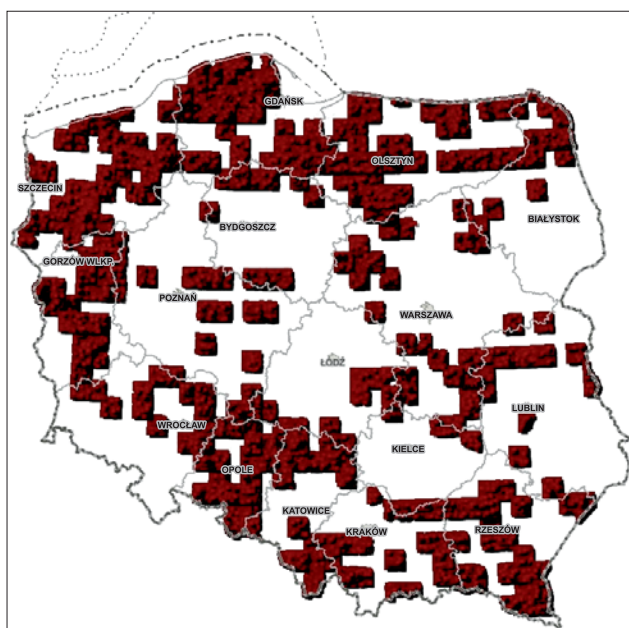 GDAŃSK
OLSZTYN
SZCZECIN
BIAŁYSTOK
BYDGOSZCZ
GORZÓW WLKP.
POZNAŃ
WARSZAWA
ŁÓDŹ
LUBLIN
WROCŁAW
KIELCE
OPOLE
KATOWICE
KRAKÓW
RZESZÓW